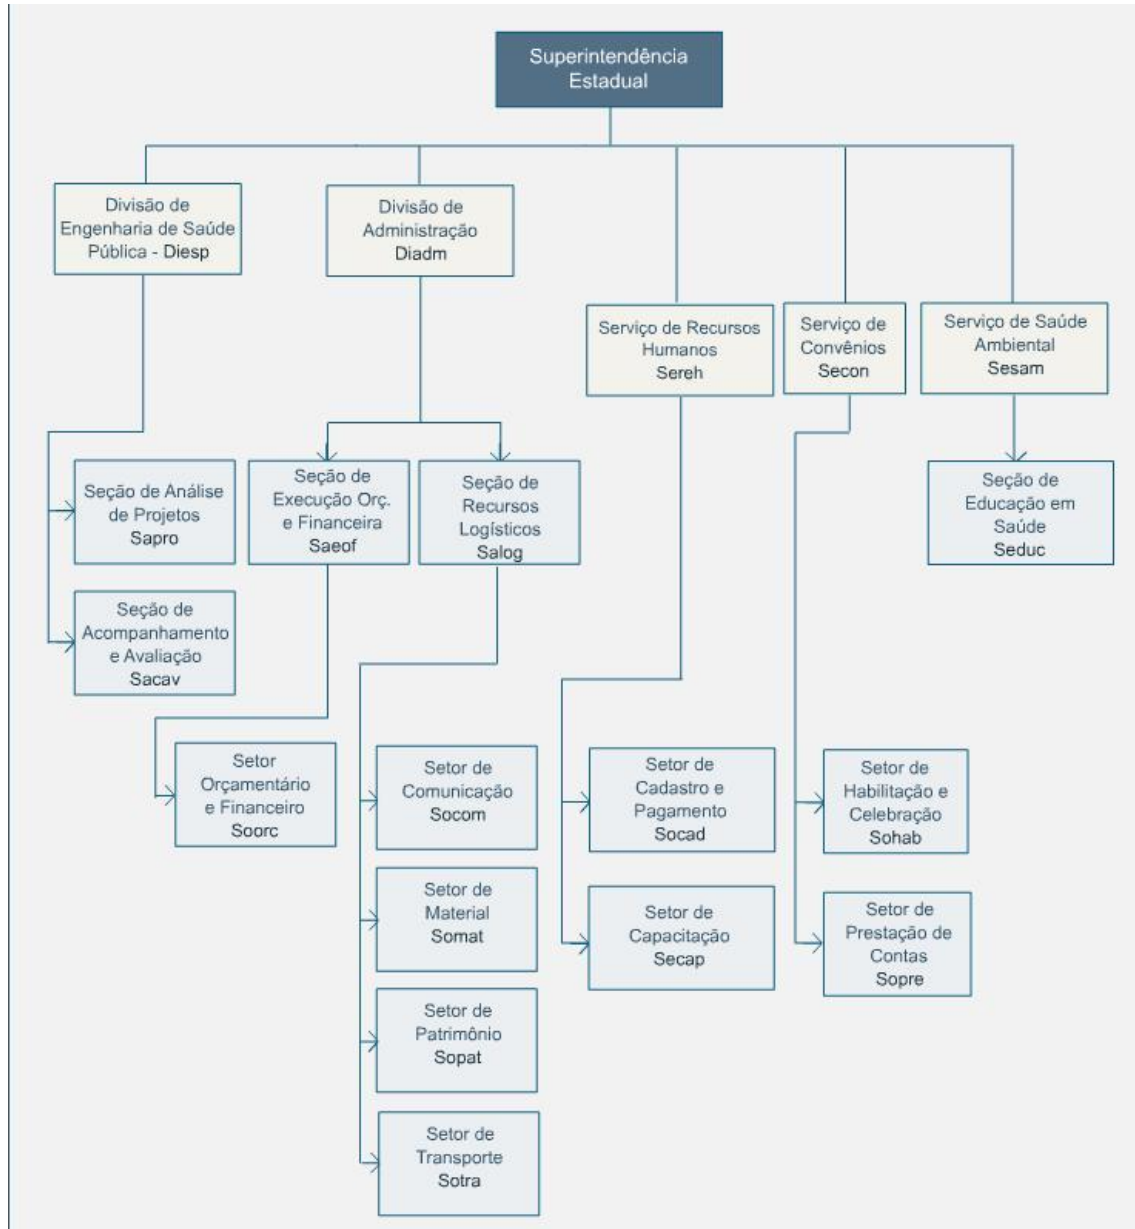 Superintendência
Estadual
Divisão de
Engenharia de Saúde
Pública - Diesp
Divisão de
Administração
Diadm
Serviço de Recursos
Humanos
Sereh
Serviço de
Convênios
Secon
Serviço de Saúde
Ambiental
Sesam
Seção de Análise
de Projetos
Sapro
Seção de
Execução Orç.
e Financeira
Saeof
Seção de
Recursos
Logísticos
Salog
Seção de
Educação em
Saúde
Seduc
Seção de
Acompanhamento
e Avaliação
Sacav
Setor
Orçamentário
e Financeiro
Soorc
Setor de
Comunicação
Socom
Setor de
Cadastro e
Pagamento
Socad
Setor de
Habilitação e
Celebração
Sohab
Setor de
Material
Somat
Setor de
Capacitação
Secap
Setor de
Prestação de
Contas
Sopre
Setor de
Patrimônio
Sopat
Setor de
Transporte
Sotra